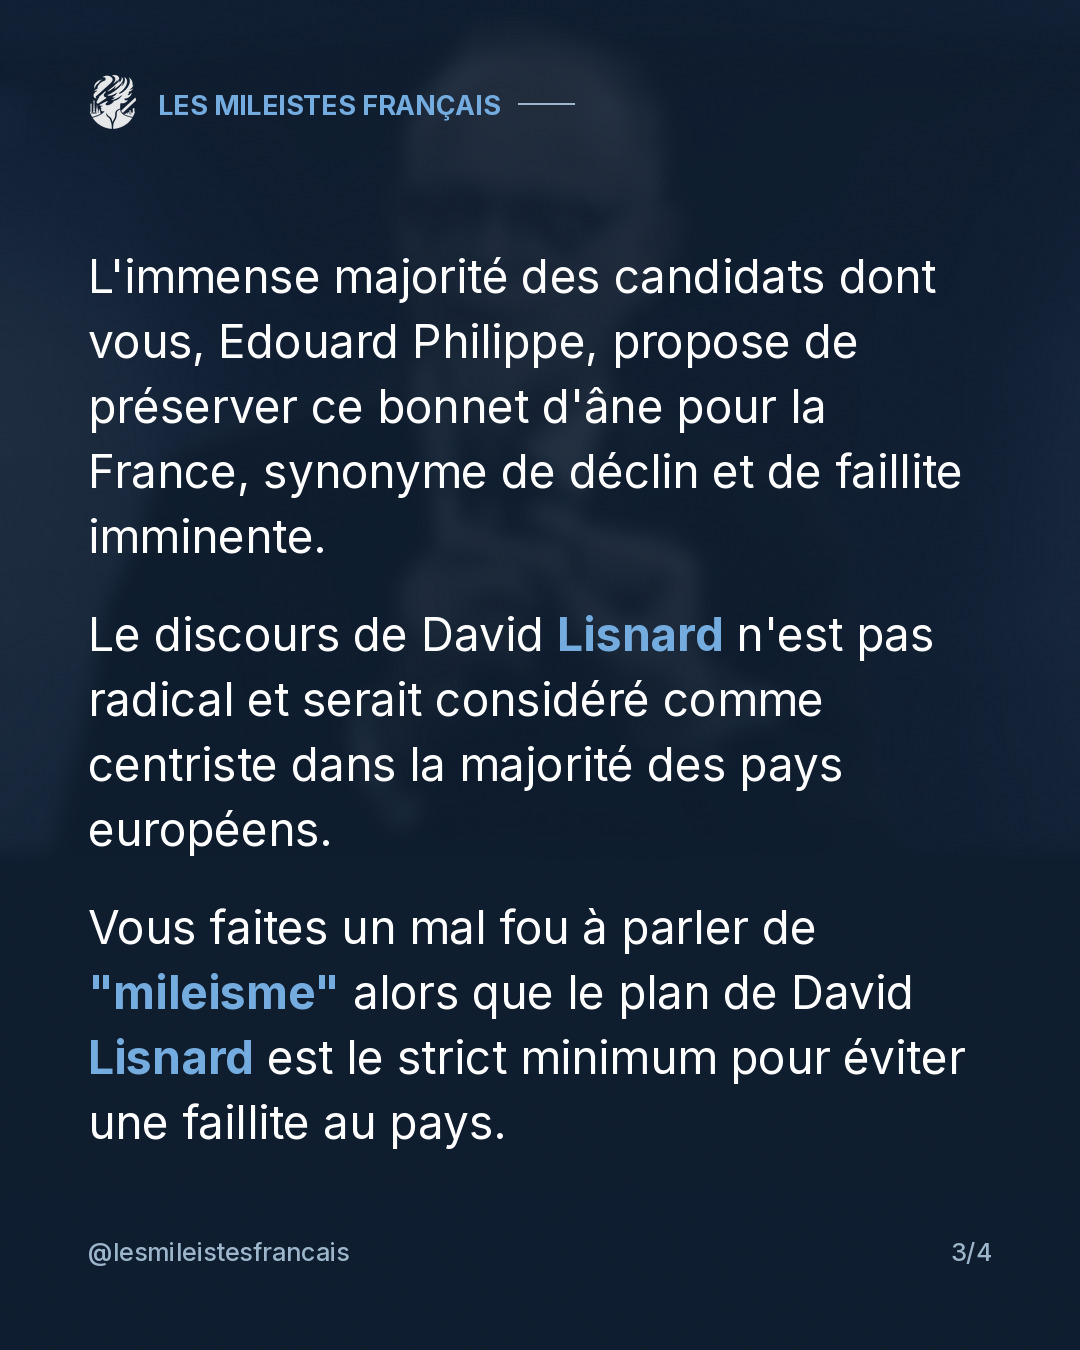 LES MILEISTES FRANÇAIS
L'immense majorité des candidats dont
vous, Edouard Philippe, propose de
préserver ce bonnet d'âne pour la
France, synonyme de déclin et de faillite
imminente.
Le discours de David Lisnard n'est pas
radical et serait considéré comme
centriste dans la majorité des pays
européens.
Vous faites un mal fou à parler de
"mileisme" alors que le plan de David
Lisnard est le strict minimum pour éviter
une faillite au pays.
@lesmileistesfrancais
3/4